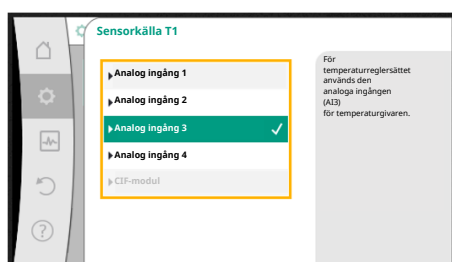 Sensorkälla T1
Analog ingång 1
Analog ingång 2
Analog ingång 3
Analog ingång 4
CIF-modul
För
temperaturreglersättet
används den
analoga ingången
(AI3)
för temperaturgivaren.